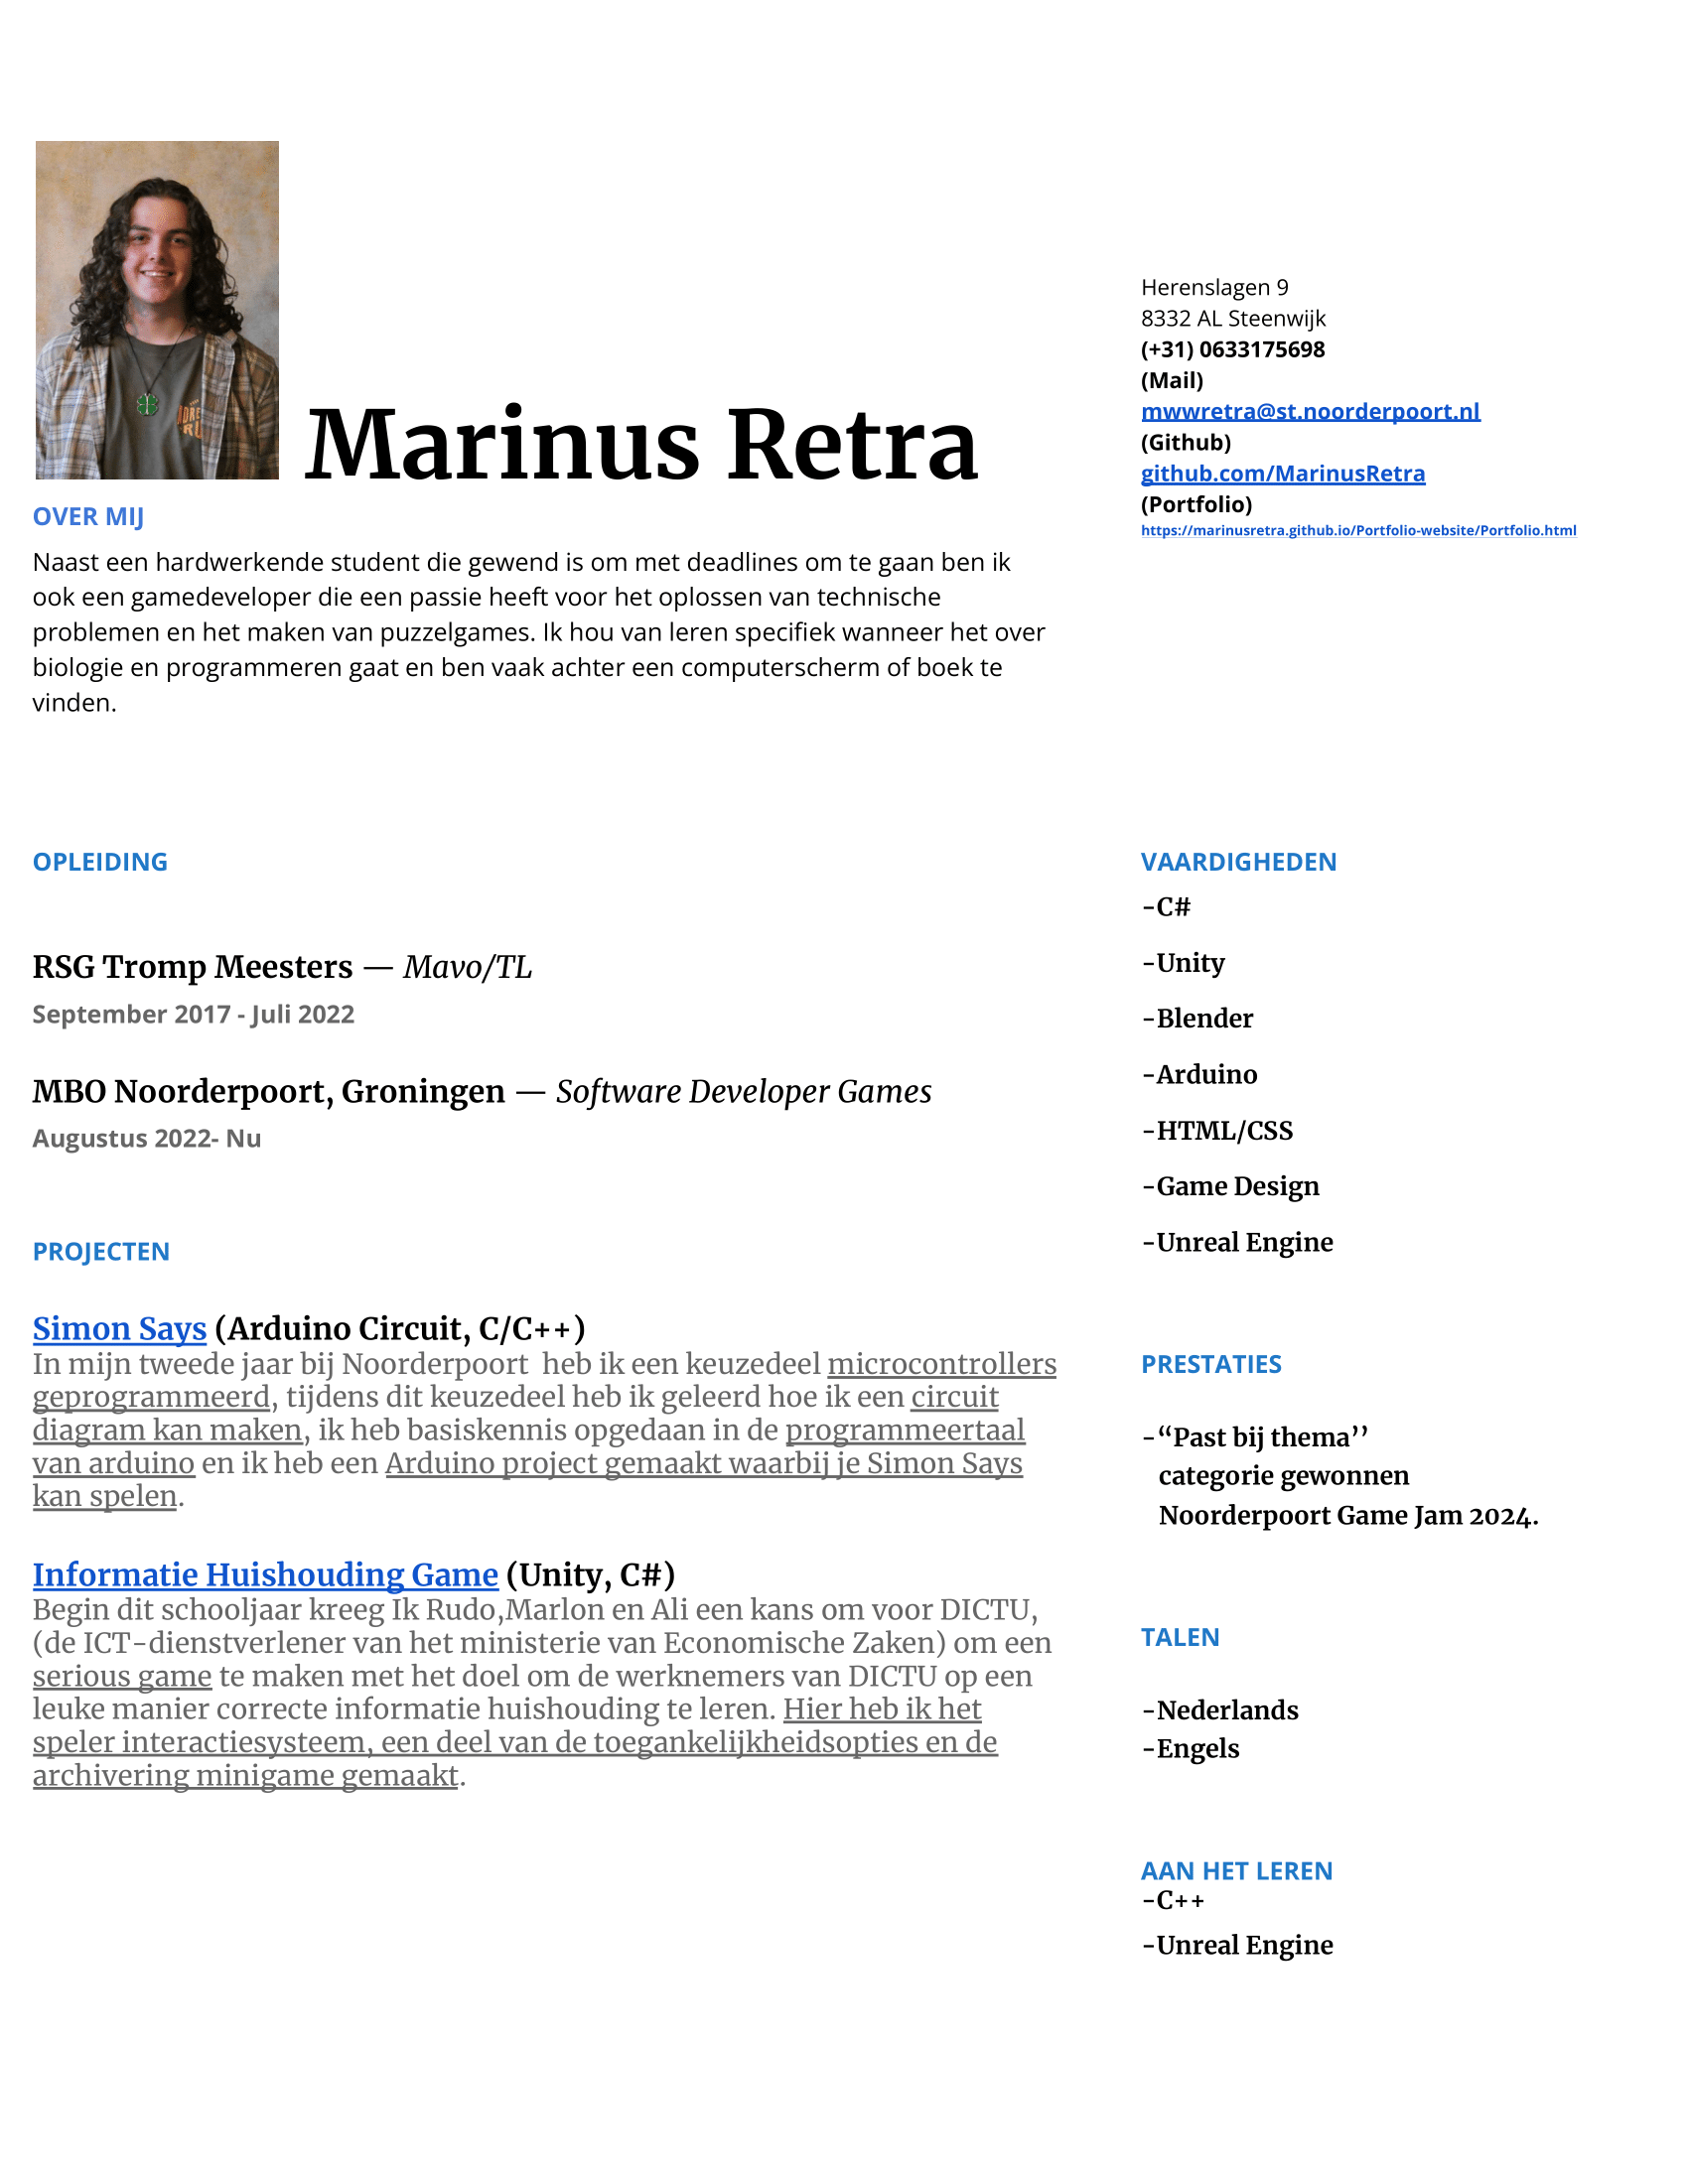 Marinus Retra
Herenslagen 9
8332 AL Steenwijk
(+31) 0633175698
(Mail)
mwwretra@st.noorderpoort.nl
(Github)
github.com/MarinusRetra
(Portfolio)
https://marinusretra.github.io/Portfolio-website/Portfolio.html
OVER MIJ
Naast een hardwerkende student die gewend is om met deadlines om te gaan ben ik
ook een gamedeveloper die een passie heeft voor het oplossen van technische
problemen en het maken van puzzelgames. Ik hou van leren specifiek wanneer het over
biologie en programmeren gaat en ben vaak achter een computerscherm of boek te
vinden.
OPLEIDING
RSG Tromp Meesters — Mavo/TL
September 2017 - Juli 2022
MBO Noorderpoort, Groningen — Software Developer Games
Augustus 2022- Nu
PROJECTEN
Simon Says (Arduino Circuit, C/C++)
In mijn tweede jaar bij Noorderpoort  heb ik een keuzedeel microcontrollers
geprogrammeerd, tijdens dit keuzedeel heb ik geleerd hoe ik een circuit
diagram kan maken, ik heb basiskennis opgedaan in de programmeertaal
van arduino en ik heb een Arduino project gemaakt waarbij je Simon Says
kan spelen.
Informatie Huishouding Game (Unity, C#)
Begin dit schooljaar kreeg Ik Rudo,Marlon en Ali een kans om voor DICTU,
(de ICT-dienstverlener van het ministerie van Economische Zaken) om een
serious game te maken met het doel om de werknemers van DICTU op een
leuke manier correcte informatie huishouding te leren. Hier heb ik het
speler interactiesysteem, een deel van de toegankelijkheidsopties en de
archivering minigame gemaakt.
VAARDIGHEDEN
-C#
-Unity
-Blender
-Arduino
-HTML/CSS
-Game Design
-Unreal Engine
PRESTATIES
-“Past bij thema’’
categorie gewonnen
Noorderpoort Game Jam 2024.
TALEN
-Nederlands
-Engels
AAN HET LEREN
-C++
-Unreal Engine